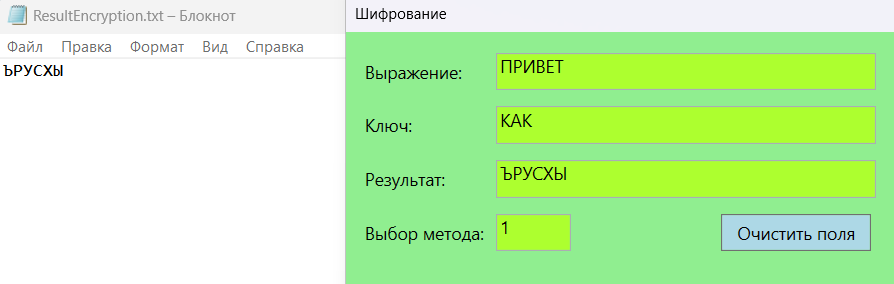 ResultEncryption.txt – Блокнот
Файл Правка Формат Вид Справка
ЪРУСХЫ
Шифрование
Выражение: ПРИВЕТ
Ключ: КАК
Результат: ЪРУСХЫ
Выбор метода: 1 Очистить поля